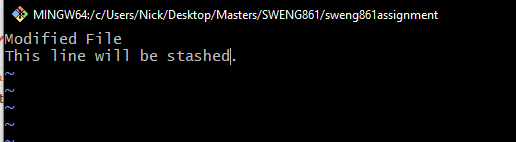 MINGW64:/c/Users/Nick/Desktop/Masters/SWENG861/sweng861assignment
Modified File
This line will be stashed.
~
~
~
~
~